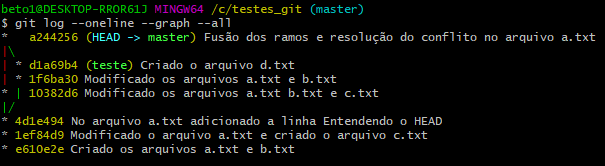 beto1@DESKTOP-RROR61J MINGW64 /c/testes_git (master)
$ git log --oneline --graph --all
*   a244256 (HEAD -> master) Fusão dos ramos e resolução do conflito no arquivo a.txt
|\
| * d1a69b4 (teste) Criado o arquivo d.txt
| * 1f6ba30 Modificado os arquivos a.txt e b.txt
* | 10382d6 Modificado os arquivos a.txt b.txt e c.txt
|/
* 4d1e494 No arquivo a.txt adicionado a linha Entendendo o HEAD
* 1ef84d9 Modificado o arquivo a.txt e criado o arquivo c.txt
* e610e2e Criado os arquivos a.txt e b.txt